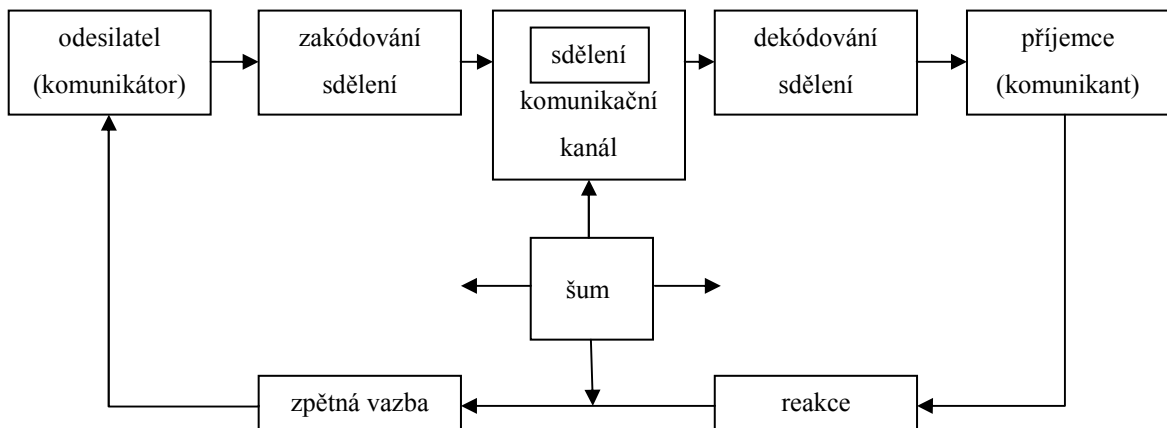 odesilatel
(komunikátor)
zakódování
sdělení
sdělení
komunikační
kanál
dekódování
sdělení
příjemce
(komunikant)
šum
zpětná vazba
reakce